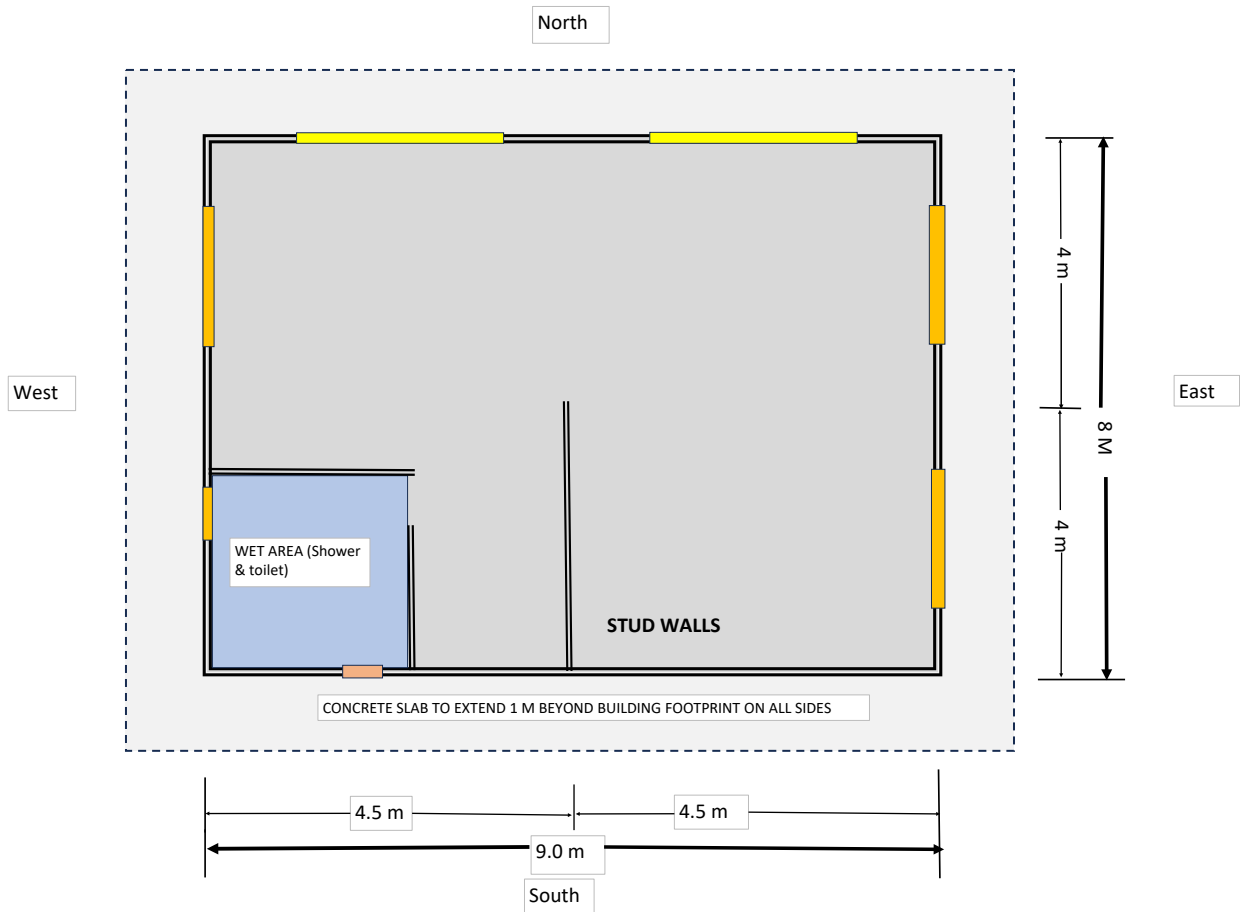 North
4 m
West
East
8 M
4 m
WET AREA (Shower
& toilet)
STUD WALLS
CONCRETE SLAB TO EXTEND 1 M BEYOND BUILDING FOOTPRINT ON ALL SIDES
4.5 m
4.5 m
9.0 m
South